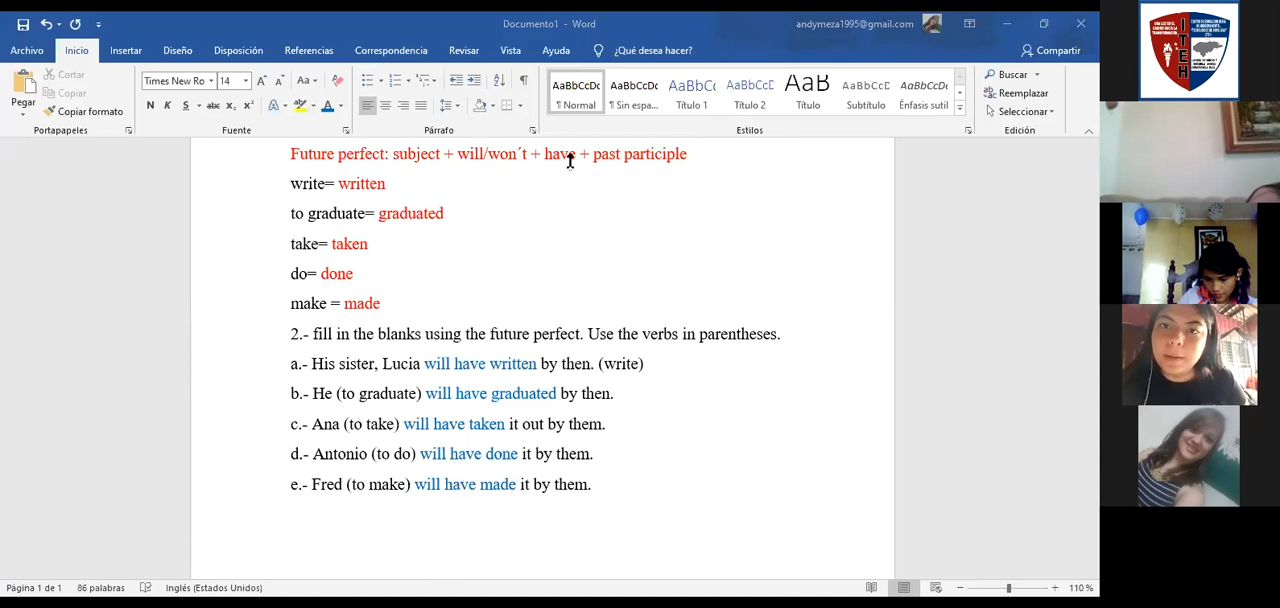 Documento1 - Word
andymeza1995@gmail.com
Archivo Inicio Insertar Diseño Disposición Referencias Correspondencia Revisar Vista Ayuda ¿Qué desea hacer? Compartir
Pegar
Cortar
Copiar
Copiar formato
Portapapeles
Times New Ro 14
Fuente
Párrafo
AaBbCcDc AaBbCcDc AaBbC AaBbCcC AaB AaBbCcC AaBbCcDc
¶ Normal ¶ Sin espa... Título 1 Título 2 Título Subtítulo Énfasis sutil
Estilos
Buscar
Reemplazar
Seleccionar
Edición
Future perfect: subject + will/won´t + have + past participle
write= written
to graduate= graduated
take= taken
do= done
make = made
2.- fill in the blanks using the future perfect. Use the verbs in parentheses.
a.- His sister, Lucia will have written by then. (write)
b.- He (to graduate) will have graduated by then.
c.- Ana (to take) will have taken it out by them.
d.- Antonio (to do) will have done it by them.
e.- Fred (to make) will have made it by them.
Página 1 de 1 86 palabras Inglés (Estados Unidos) 110 %
ITEH